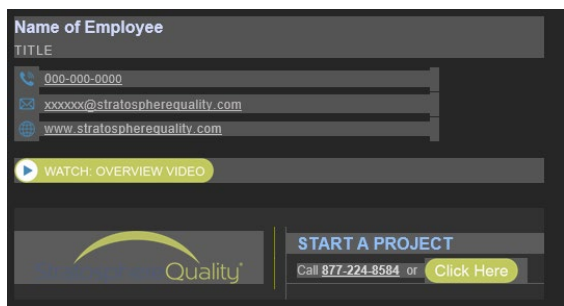 Name of Employee
TITLE
000-000-0000
xxxxxx@stratospherequality.com
www.stratospherequality.com
WATCH: OVERVIEW VIDEO
Stratosphere Quality
START A PROJECT
Call 877-224-8584 or Click Here